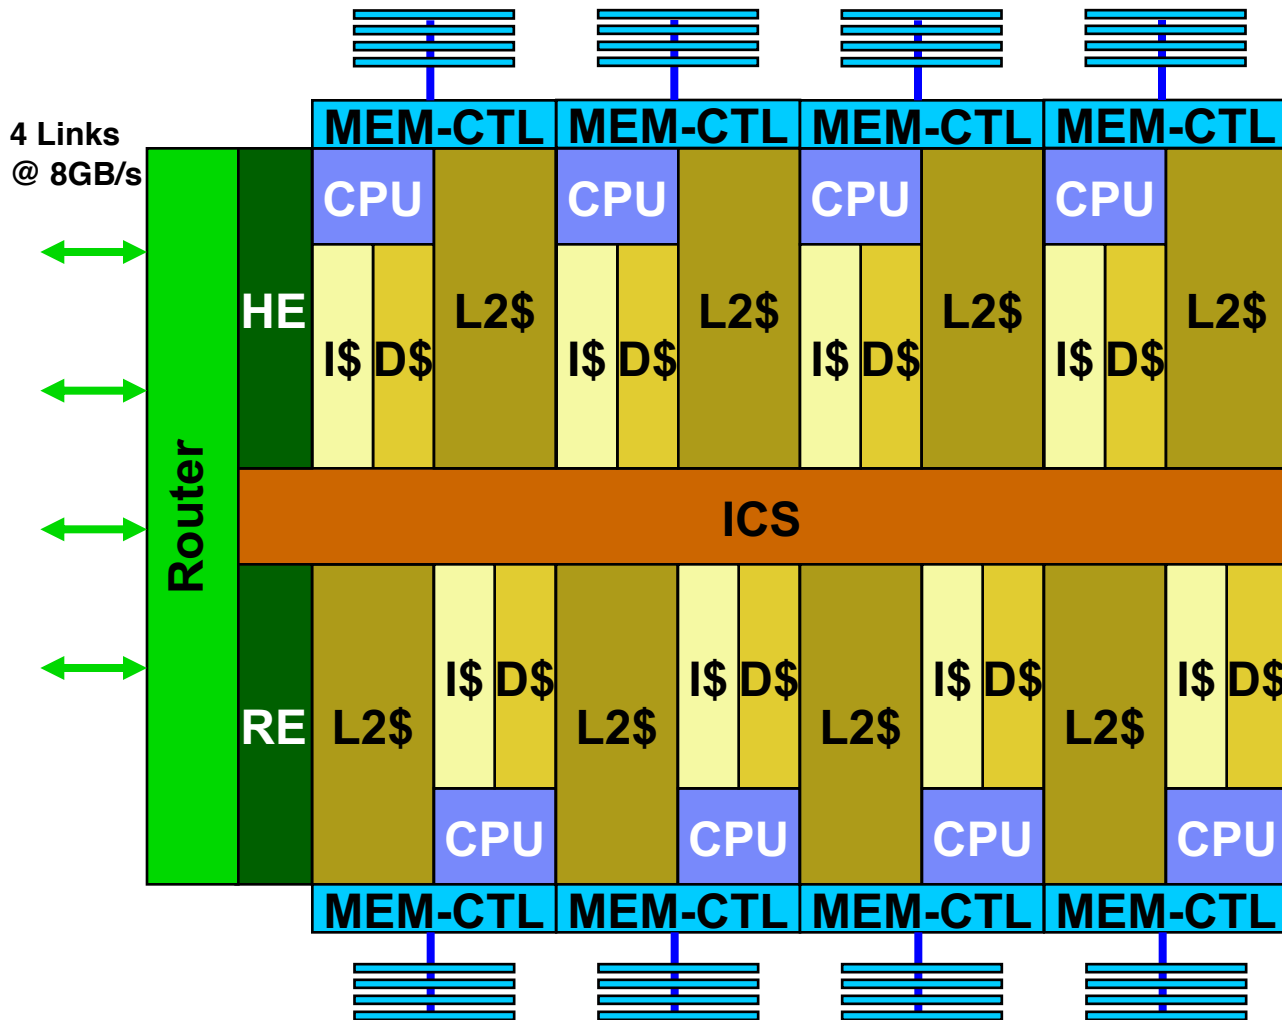 MEM-CTL MEM-CTL MEM-CTL MEM-CTL
4 Links
@ 8GB/s
CPU CPU CPU CPU
HE L2$ L2$ L2$ L2$
I$ D$ I$ D$ I$ D$ I$ D$
Router
ICS
I$ D$ I$ D$ I$ D$ I$ D$
RE L2$ L2$ L2$ L2$
CPU CPU CPU CPU
MEM-CTL MEM-CTL MEM-CTL MEM-CTL